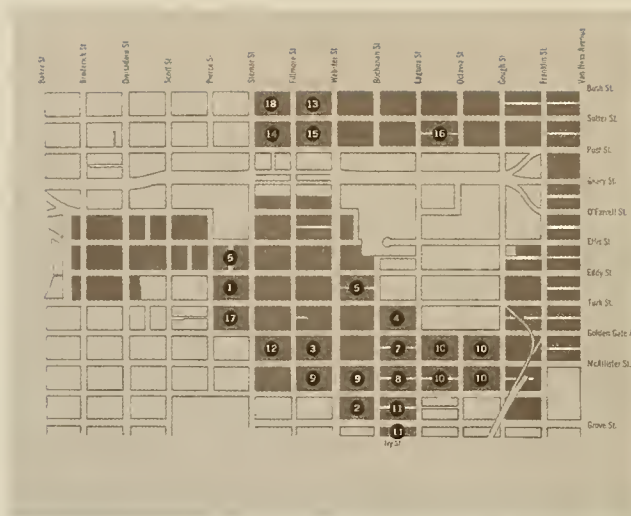 Baker St
Broderick St
Divisadero St
Scott St
Pierce St
Steiner St
Fillmore St
Webster St
Buchanan St
Laguna St
Octavia St
Gough St
Franklin St
Van Ness Avenue
Bush St.
Sutter St.
Post St.
Geary St.
O'Farrell St.
Ellis St.
Eddy St.
Turk St.
Golden Gate A
McAllister St.
Grove St.
Ivy St
18 13
14 15 16
6
1 5
17 4
12 3 7 10 10
9 9 8 10 10
2 11
11